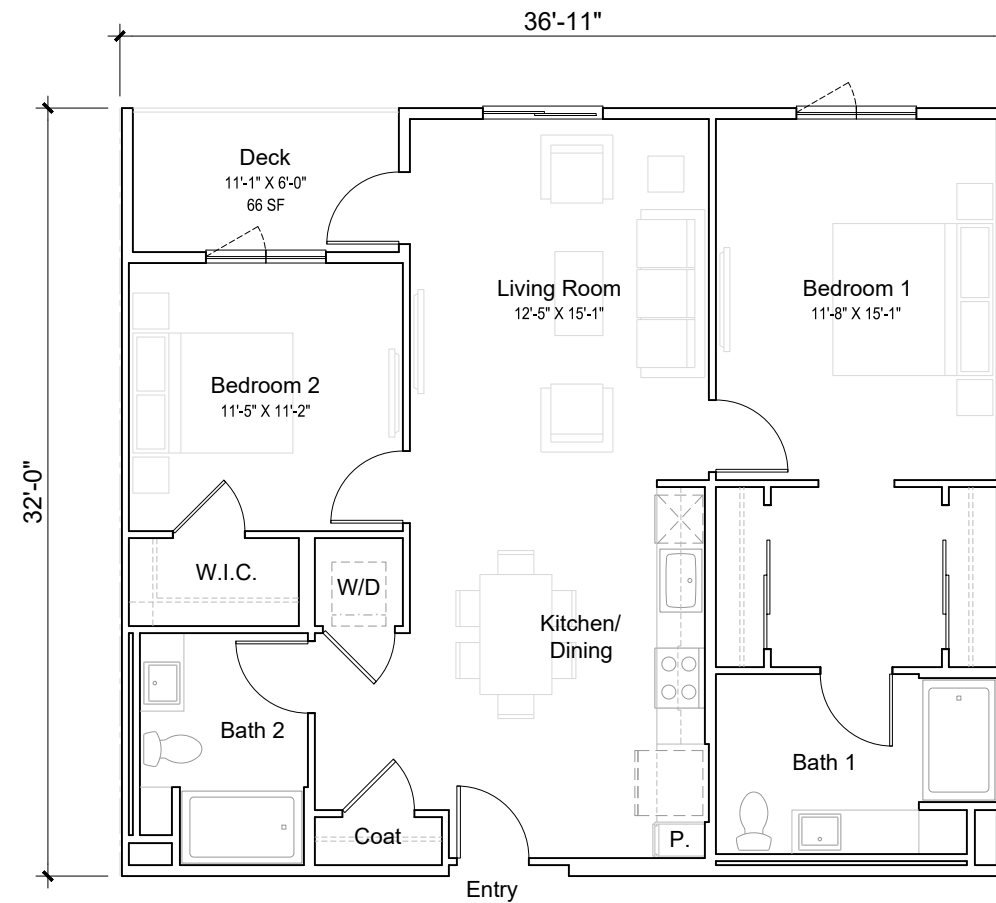 36'-11"
32'-0"
Deck
11'-1" X 6'-0"
66 SF
Living Room
12'-5" X 15'-1"
Bedroom 1
11'-8" X 15'-1"
Bedroom 2
11'-5" X 11'-2"
W.I.C.
W/D
Kitchen/
Dining
Bath 2
Bath 1
Coat
P.
Entry